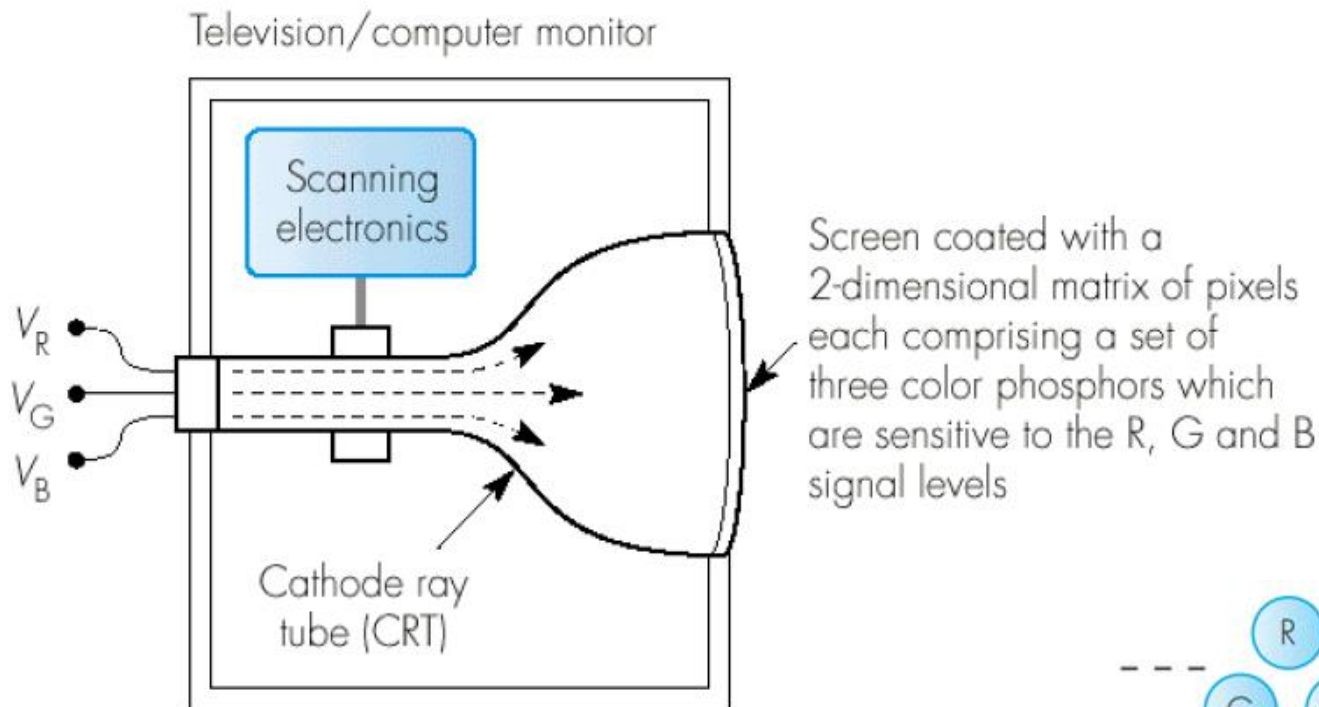 Television/computer monitor
Scanning
electronics
V_R
V_G
V_B
Screen coated with a
2-dimensional matrix of pixels
each comprising a set of
three color phosphors which
are sensitive to the R, G and B
signal levels
Cathode ray
tube (CRT)
R